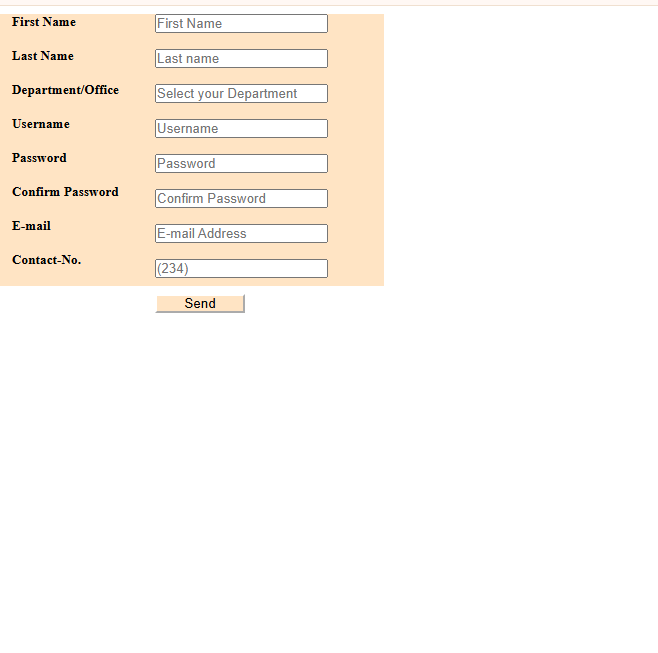 First Name First Name
Last Name Last name
Department/Office Select your Department
Username Username
Password Password
Confirm Password Confirm Password
E-mail E-mail Address
Contact-No. (234)
Send